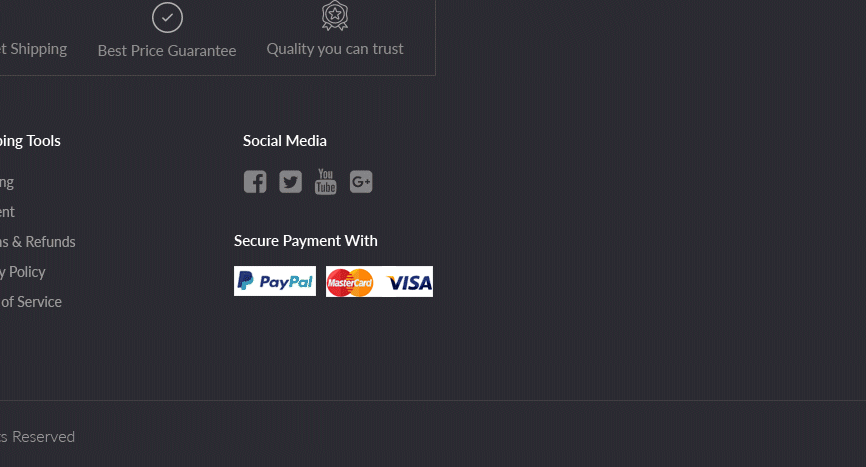 t Shipping
Best Price Guarantee
Quality you can trust
ping Tools
ng
ent
s & Refunds
y Policy
of Service
Social Media
You
Tube
G+
Secure Payment With
PayPal
MasterCard
VISA
s Reserved